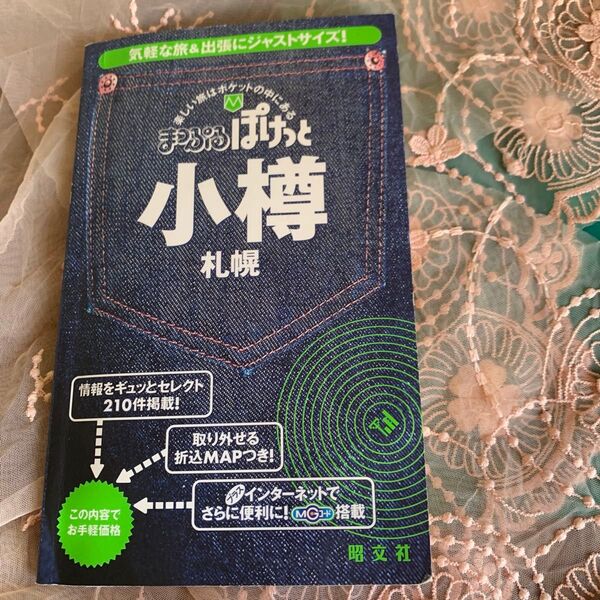 気軽な旅&出張にジャストサイズ!
楽しい旅はポケットの中にある
まっぷる ぽけっと
小樽
札幌
情報をギュッとセレクト
210件掲載!
取り外せる
折込MAPつき!
インターネットで
さらに便利に! MGコード搭載
この内容で
お手軽価格
昭文社